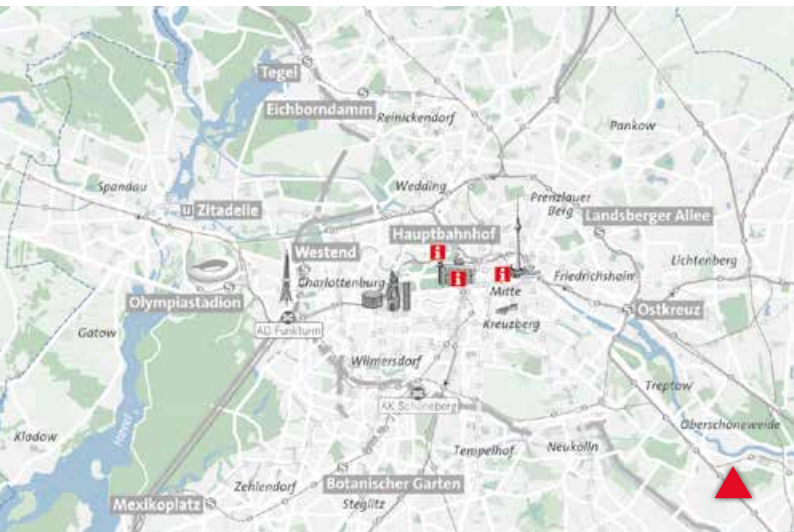 Tegel
Eichborndamm
Reinickendorf
Pankow
Spandau
Wedding
Prenzlauer
Berg
U Zitadelle
Landsberger Allee
Hauptbahnhof
Westend
Lichtenberg
Charlottenburg
Friedrichshain
Olympiastadion
Mitte
S Ostkreuz
Kreuzberg
Gatow
AD Funkturm
Wilmersdorf
Treptow
AK Schöneberg
Havel
Oberschöneweide
Kladow
Tempelhof
Neukölln
Zehlendorf
Botanischer Garten
Mexikoplatz
Steglitz